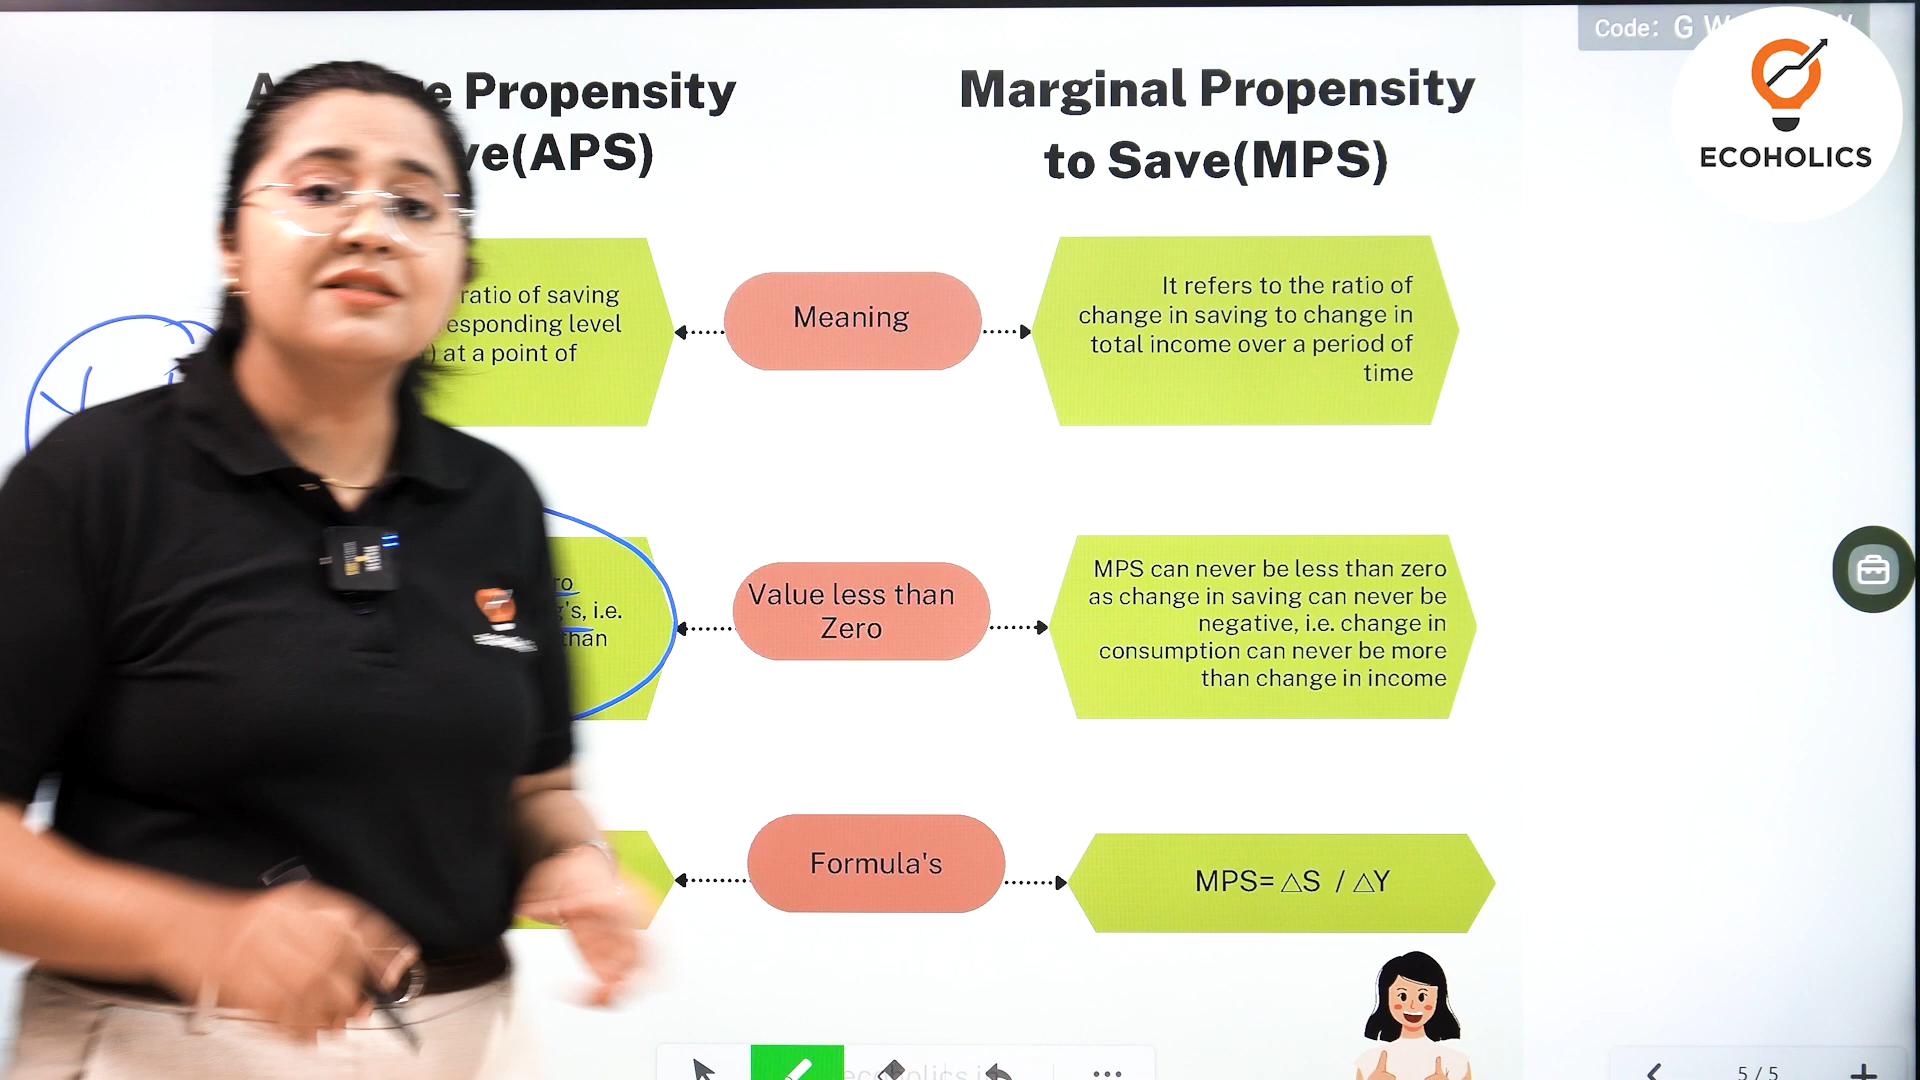 Code: G
Propensity
(APS)
Marginal Propensity
to Save(MPS)
ECOHOLICS
ratio of saving
level
) at a point of
Meaning
It refers to the ratio of
change in saving to change in
total income over a period of
time
i.e.
than
Value less than
Zero
MPS can never be less than zero
as change in saving can never be
negative, i.e. change in
consumption can never be more
than change in income
Formula's
MPS= △S / △Y
5 / 5